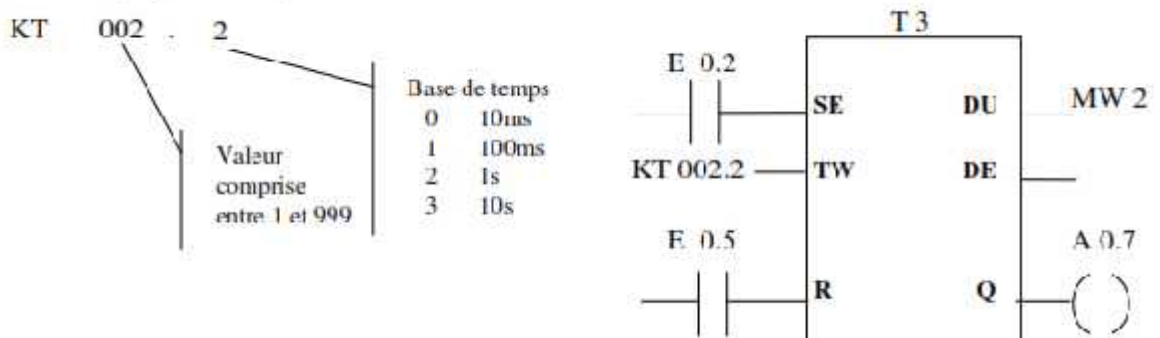 KT 002 . 2
Base de temps
0 10ms
1 100ms
2 1s
3 10s
Valeur
comprise
entre 1 et 999
T 3
E 0.2
SE DU MW 2
KT 002.2 TW DE
E 0.5 A 0.7
R Q